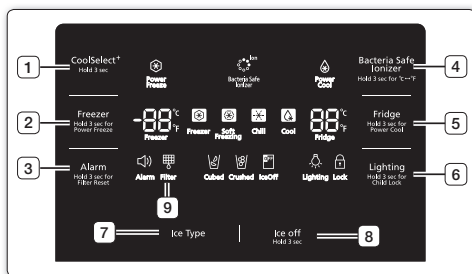 CoolSelect+
Hold 3 sec
1
Power
Freeze
Ion
Bacteria Safe
Ionizer
Power
Cool
Bacteria Safe
Ionizer
Hold 3 sec for °C↔°F
4
Freezer
Hold 3 sec for
Power Freeze
2
-88 °C °F
Freezer
Freezer
Soft
Freezing
Chill
Cool
88 °C °F
Fridge
Fridge
Hold 3 sec for
Power Cool
5
Alarm
Hold 3 sec for
Filter Reset
3
Alarm
Filter
Cubed
Crushed
IceOff
Lighting
Lock
Lighting
Hold 3 sec for
Child Lock
6
9
7
Ice Type
Ice off
Hold 3 sec
8